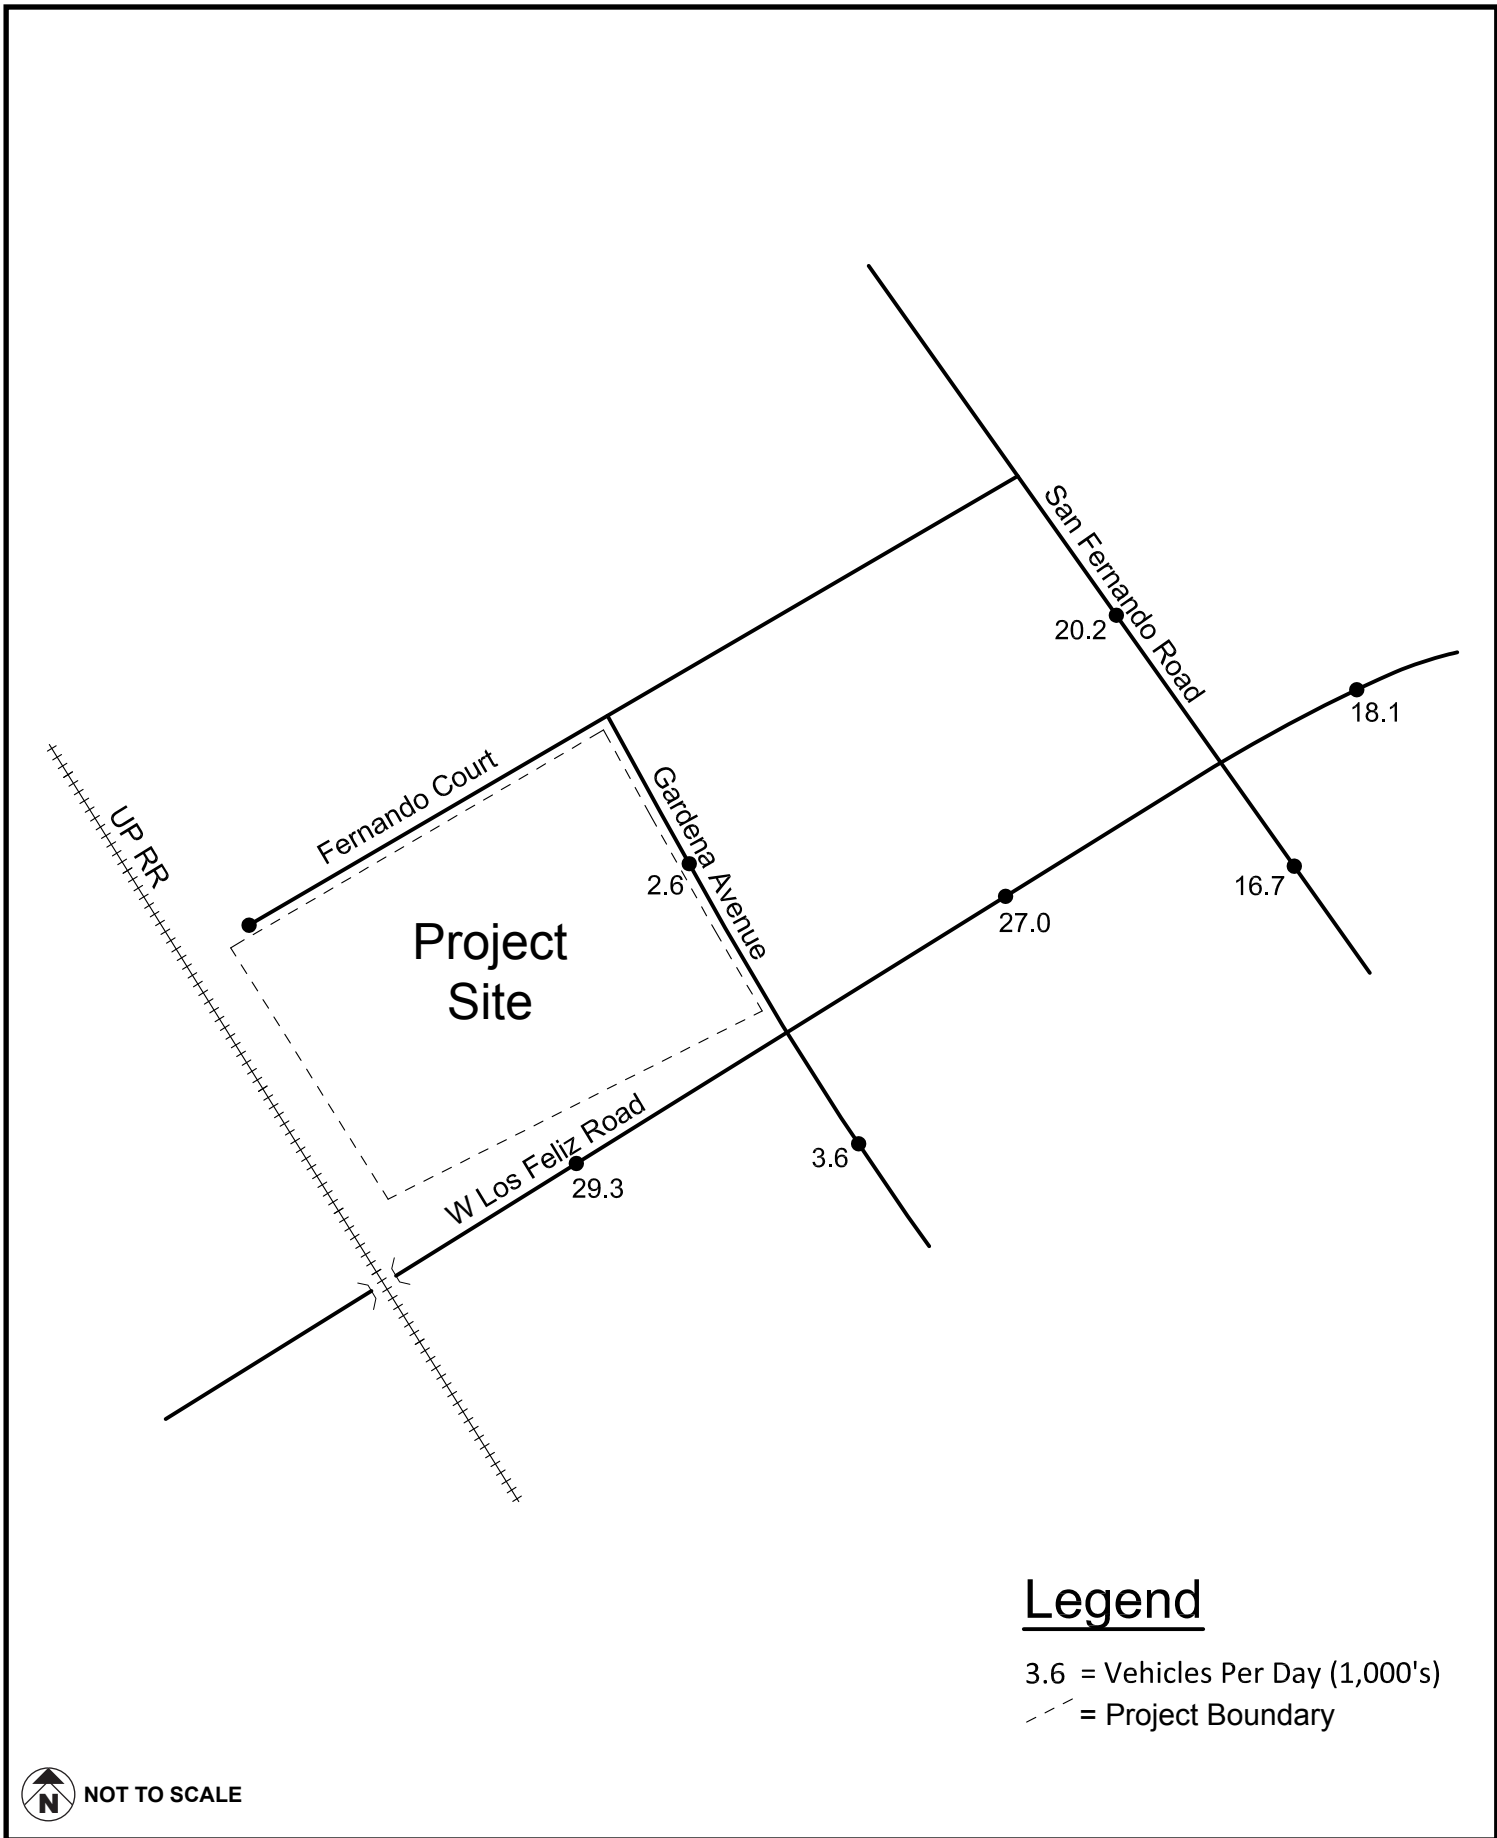 San Fernando Road
20.2
18.1
Fernando Court
Gardena Avenue
UP RR
2.6
16.7
27.0
Project
Site
W Los Feliz Road
3.6
29.3
Legend
3.6 = Vehicles Per Day (1,000's)
= Project Boundary
N NOT TO SCALE